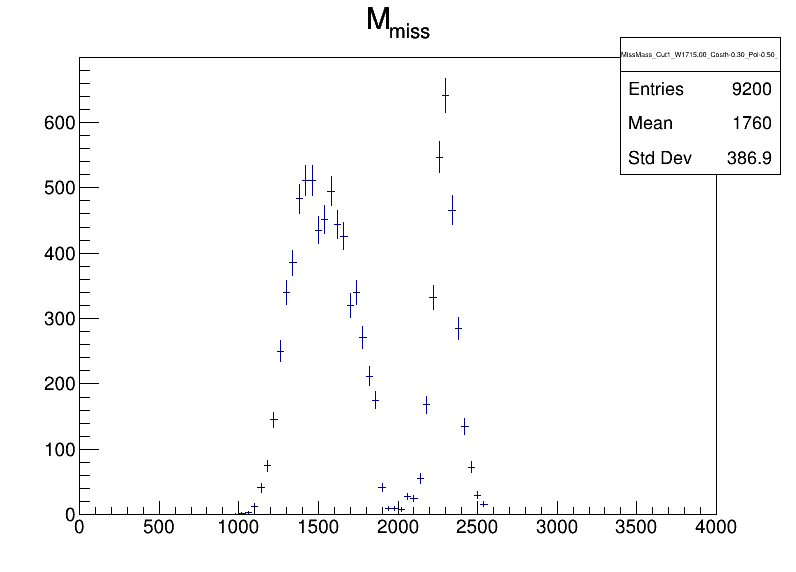 M_miss
MissMass_Cut1_W1715.00_Costh-0.30_Pol-0.50_
Entries 9200
Mean 1760
Std Dev 386.9
600
500
400
300
200
100
0
0 500 1000 1500 2000 2500 3000 3500 4000